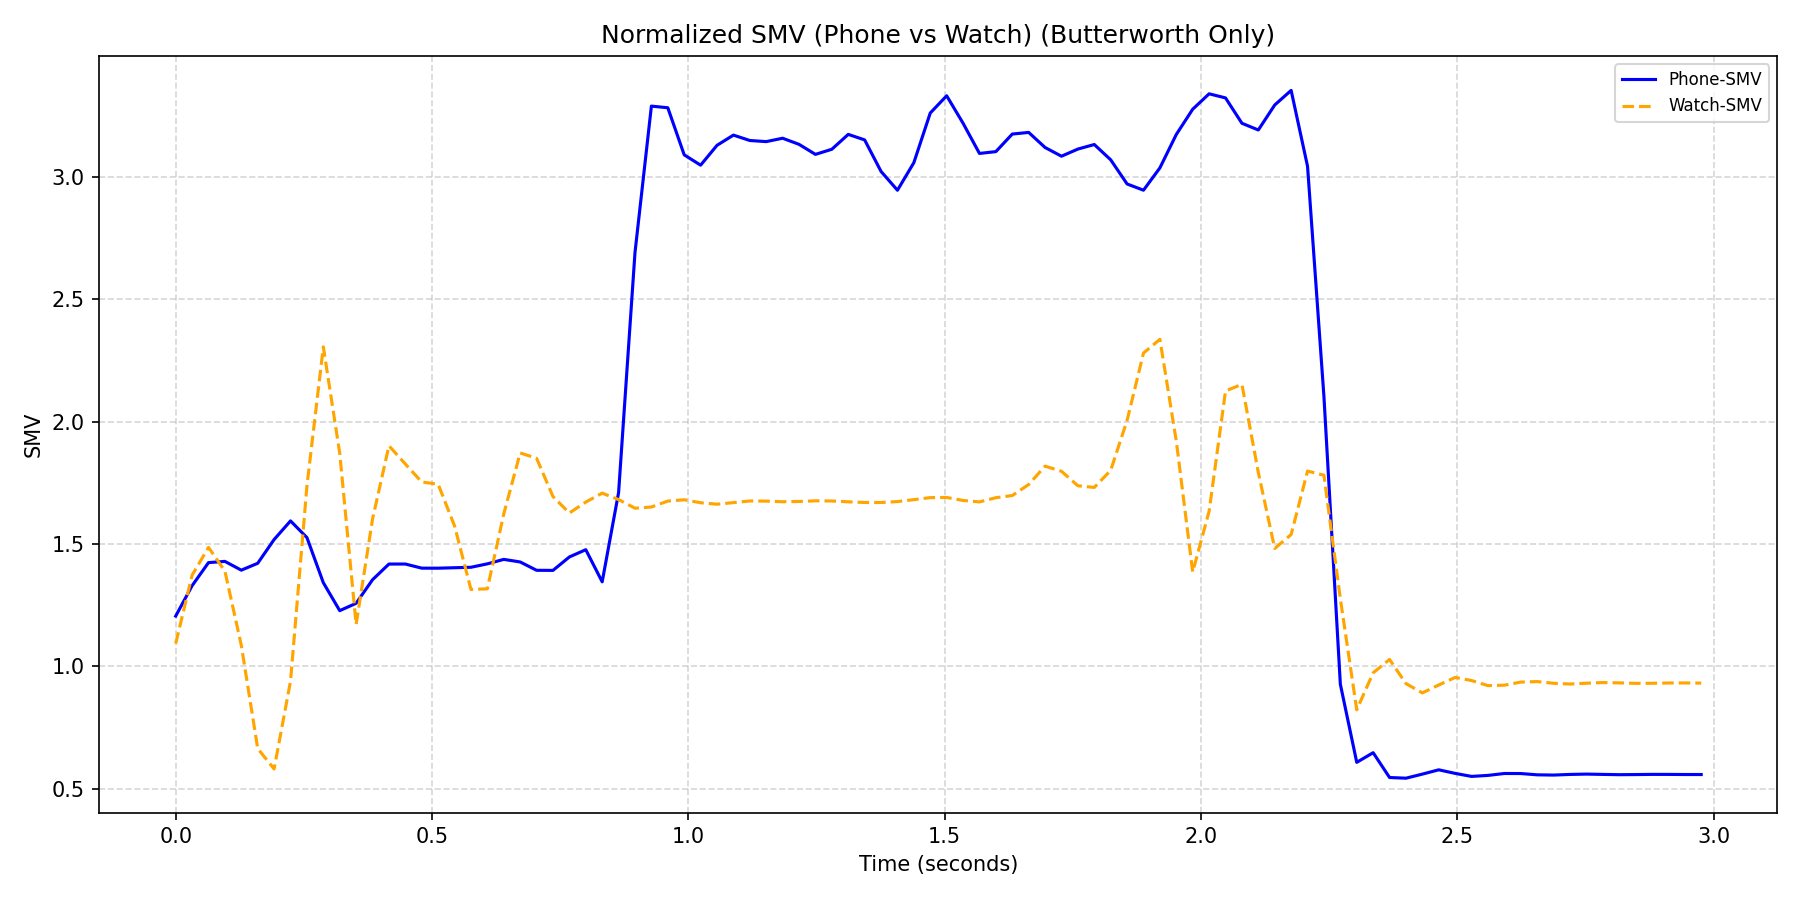 Normalized SMV (Phone vs Watch) (Butterworth Only)
Phone-SMV
Watch-SMV
SMV
3.0
2.5
2.0
1.5
1.0
0.5
0.0 0.5 1.0 1.5 2.0 2.5 3.0
Time (seconds)